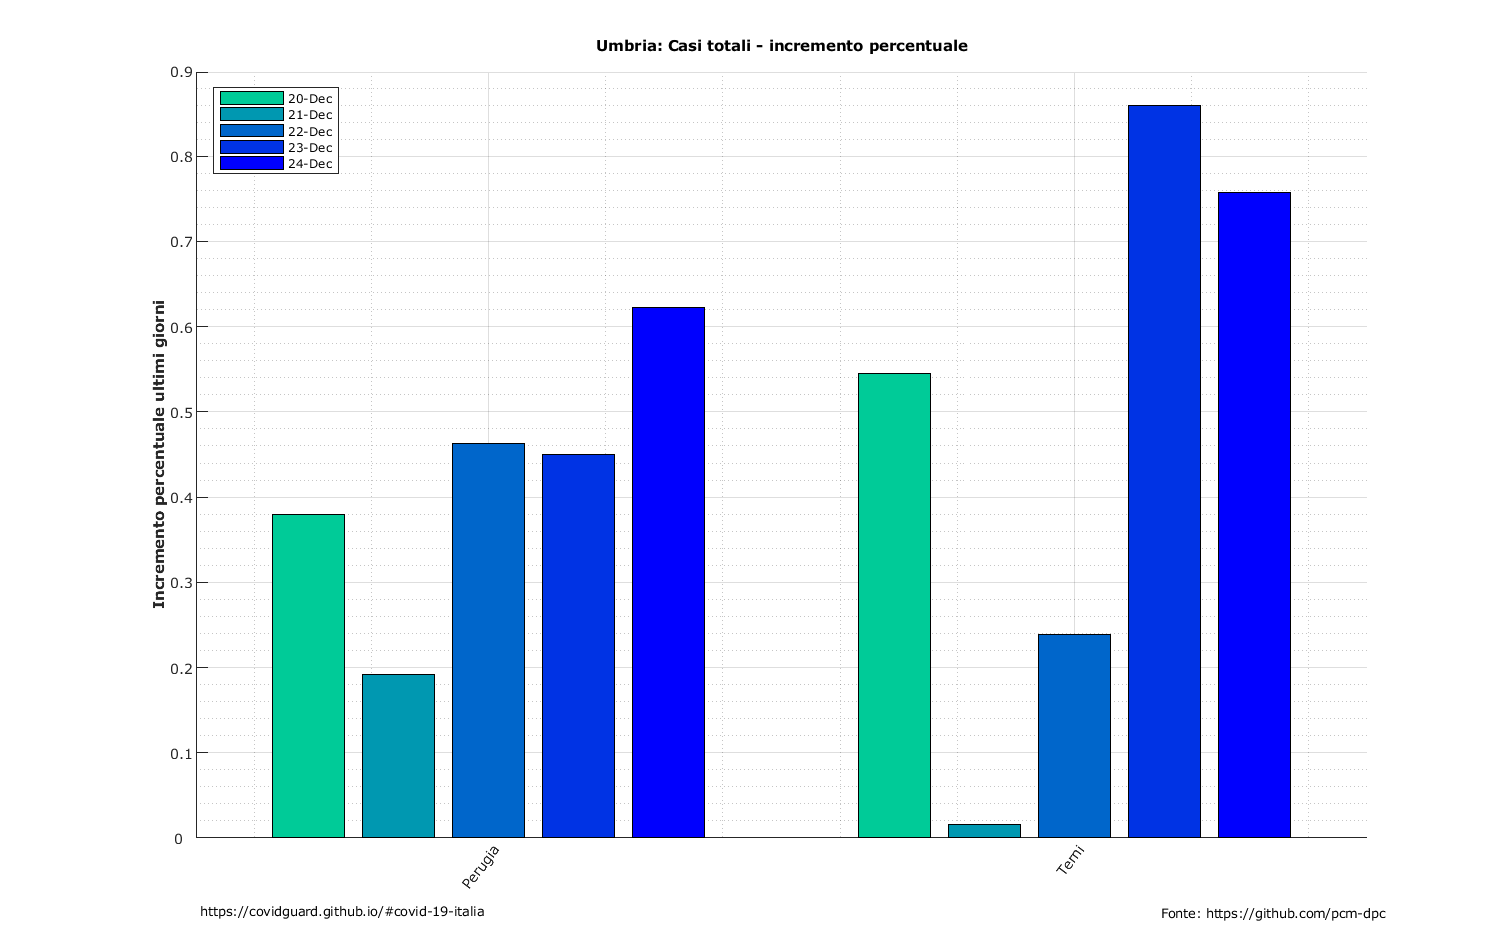 Umbria: Casi totali - incremento percentuale
0.9
0.8
0.7
0.6
0.5
0.4
0.3
0.2
0.1
0
Incremento percentuale ultimi giorni
20-Dec
21-Dec
22-Dec
23-Dec
24-Dec
Perugia
Terni
https://covidguard.github.io/#covid-19-italia
Fonte: https://github.com/pcm-dpc